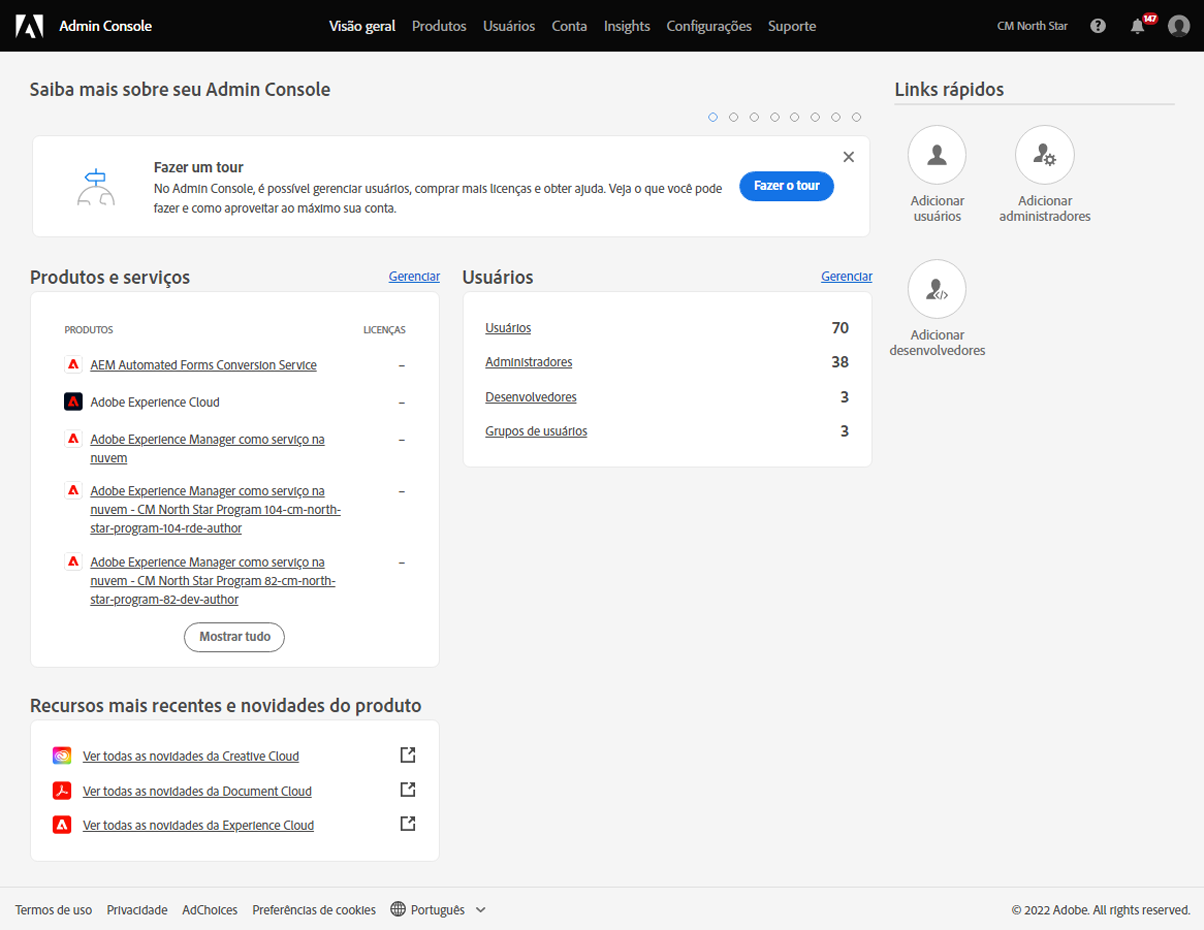 Admin Console
Visão geral Produtos Usuários Conta Insights Configurações Suporte
CM North Star
147
Saiba mais sobre seu Admin Console
Fazer um tour
No Admin Console, é possível gerenciar usuários, comprar mais licenças e obter ajuda. Veja o que você pode
fazer e como aproveitar ao máximo sua conta.
Fazer o tour
Links rápidos
Adicionar
usuários
Adicionar
administradores
Adicionar
desenvolvedores
Produtos e serviços
Gerenciar
PRODUTOS LICENÇAS
AEM Automated Forms Conversion Service –
Adobe Experience Cloud –
Adobe Experience Manager como serviço na –
nuvem
Adobe Experience Manager como serviço na –
nuvem - CM North Star Program 104-cm-north-
star-program-104-rde-author
Adobe Experience Manager como serviço na –
nuvem - CM North Star Program 82-cm-north-
star-program-82-dev-author
Mostrar tudo
Usuários
Gerenciar
Usuários 70
Administradores 38
Desenvolvedores 3
Grupos de usuários 3
Recursos mais recentes e novidades do produto
Ver todas as novidades da Creative Cloud
Ver todas as novidades da Document Cloud
Ver todas as novidades da Experience Cloud
Termos de uso Privacidade AdChoices Preferências de cookies Português
© 2022 Adobe. All rights reserved.